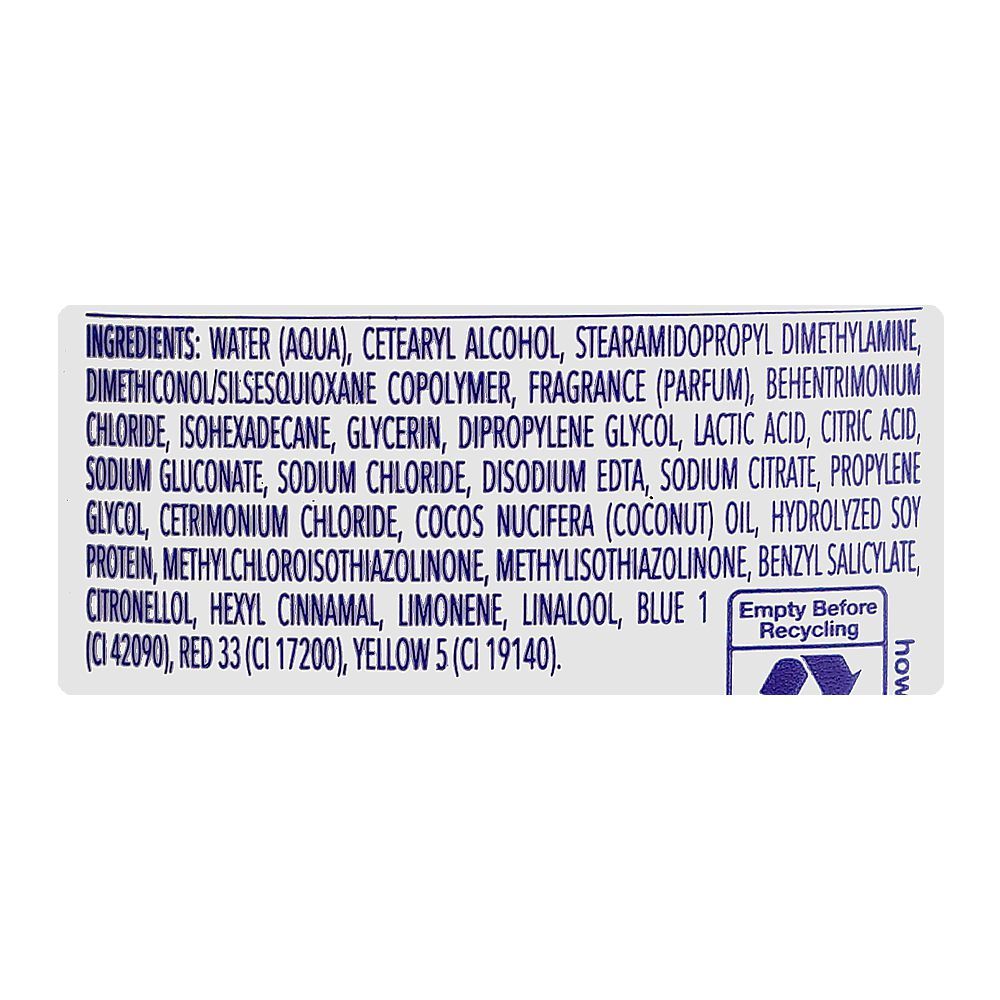 INGREDIENTS: WATER (AQUA), CETEARYL ALCOHOL, STEARAMIDOPROPYL DIMETHYLAMINE,
DIMETHICONOL/SILSESQUIOXANE COPOLYMER, FRAGRANCE (PARFUM), BEHENTRIMONIUM
CHLORIDE, ISOHEXADECANE, GLYCERIN, DIPROPYLENE GLYCOL, LACTIC ACID, CITRIC ACID,
SODIUM GLUCONATE, SODIUM CHLORIDE, DISODIUM EDTA, SODIUM CITRATE, PROPYLENE
GLYCOL, CETRIMONIUM CHLORIDE, COCOS NUCIFERA (COCONUT) OIL, HYDROLYZED SOY
PROTEIN, METHYLCHLOROISOTHIAZOLINONE, METHYLISOTHIAZOLINONE, BENZYL SALICYLATE,
CITRONELLOL, HEXYL CINNAMAL, LIMONENE, LINALOOL, BLUE 1
(CI 42090), RED 33 (CI 17200), YELLOW 5 (CI 19140).
Empty Before
Recycling
how